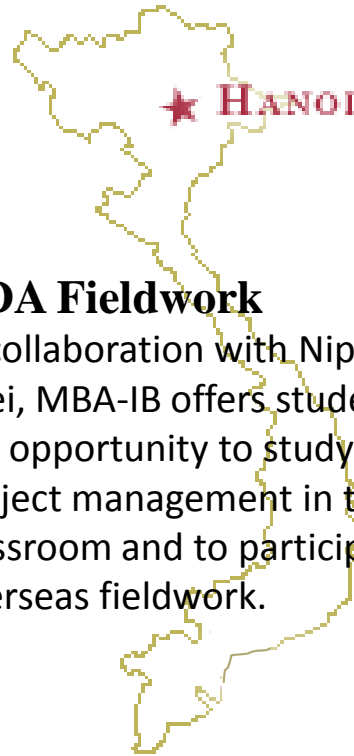 HANOI
DA Fieldwork
collaboration with Nip
ei, MBA-IB offers stude
opportunity to study
ject management in t
ssroom and to particip
erseas fieldwork.